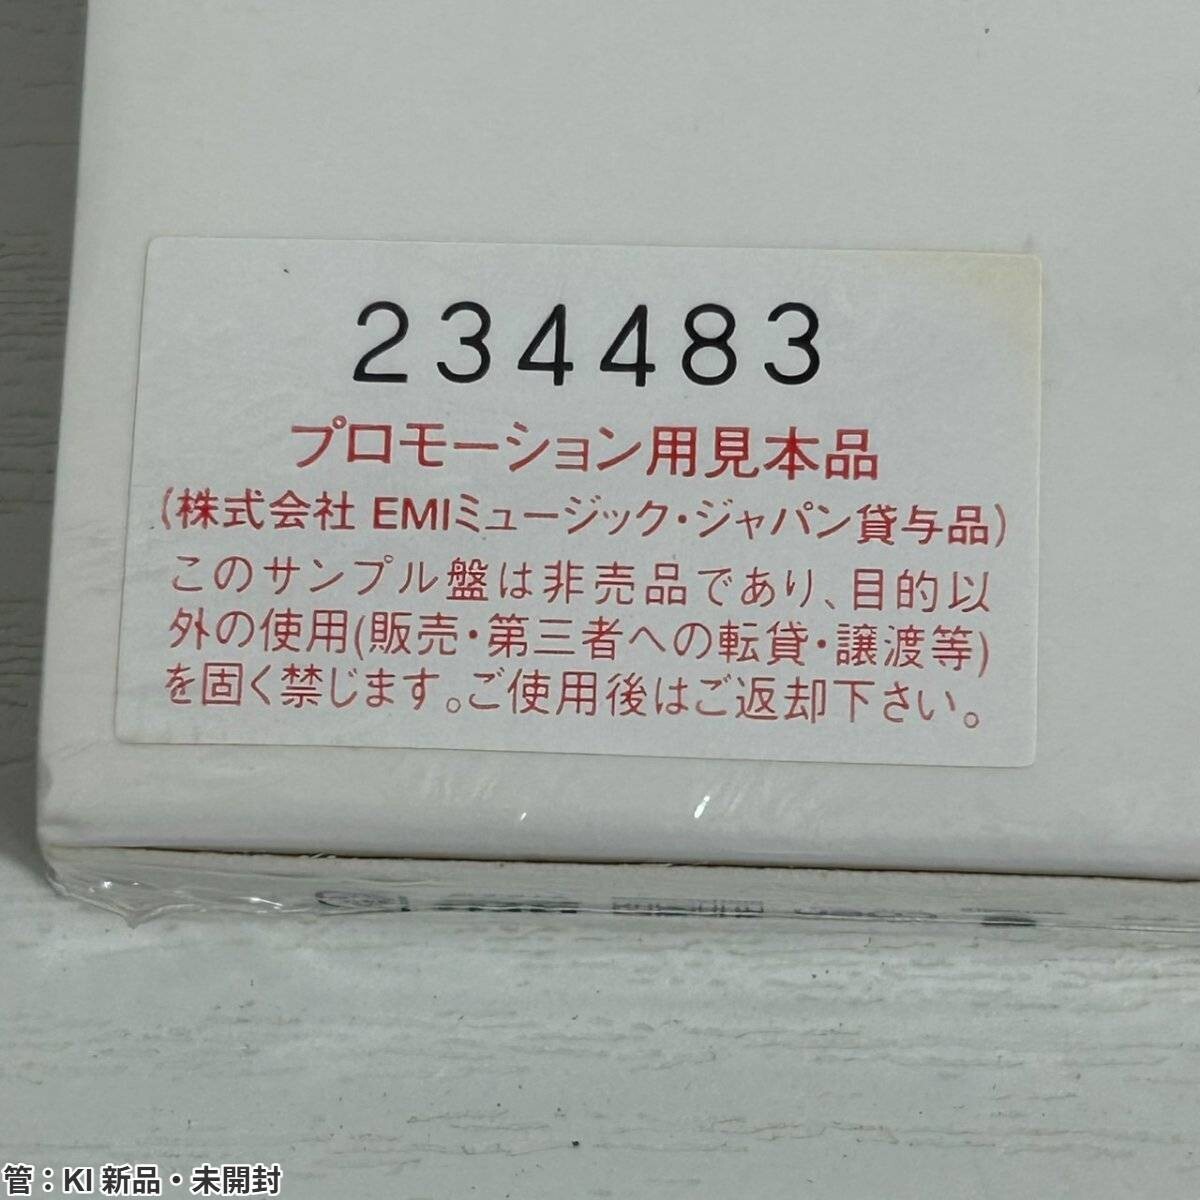 234483
プロモーション用見本品
(株式会社 EMIミュージック・ジャパン貸与品)
このサンプル盤は非売品であり、目的以
外の使用(販売・第三者への転貸・譲渡等)
を固く禁じます。ご使用後はご返却下さい。
管：KI 新品・未開封